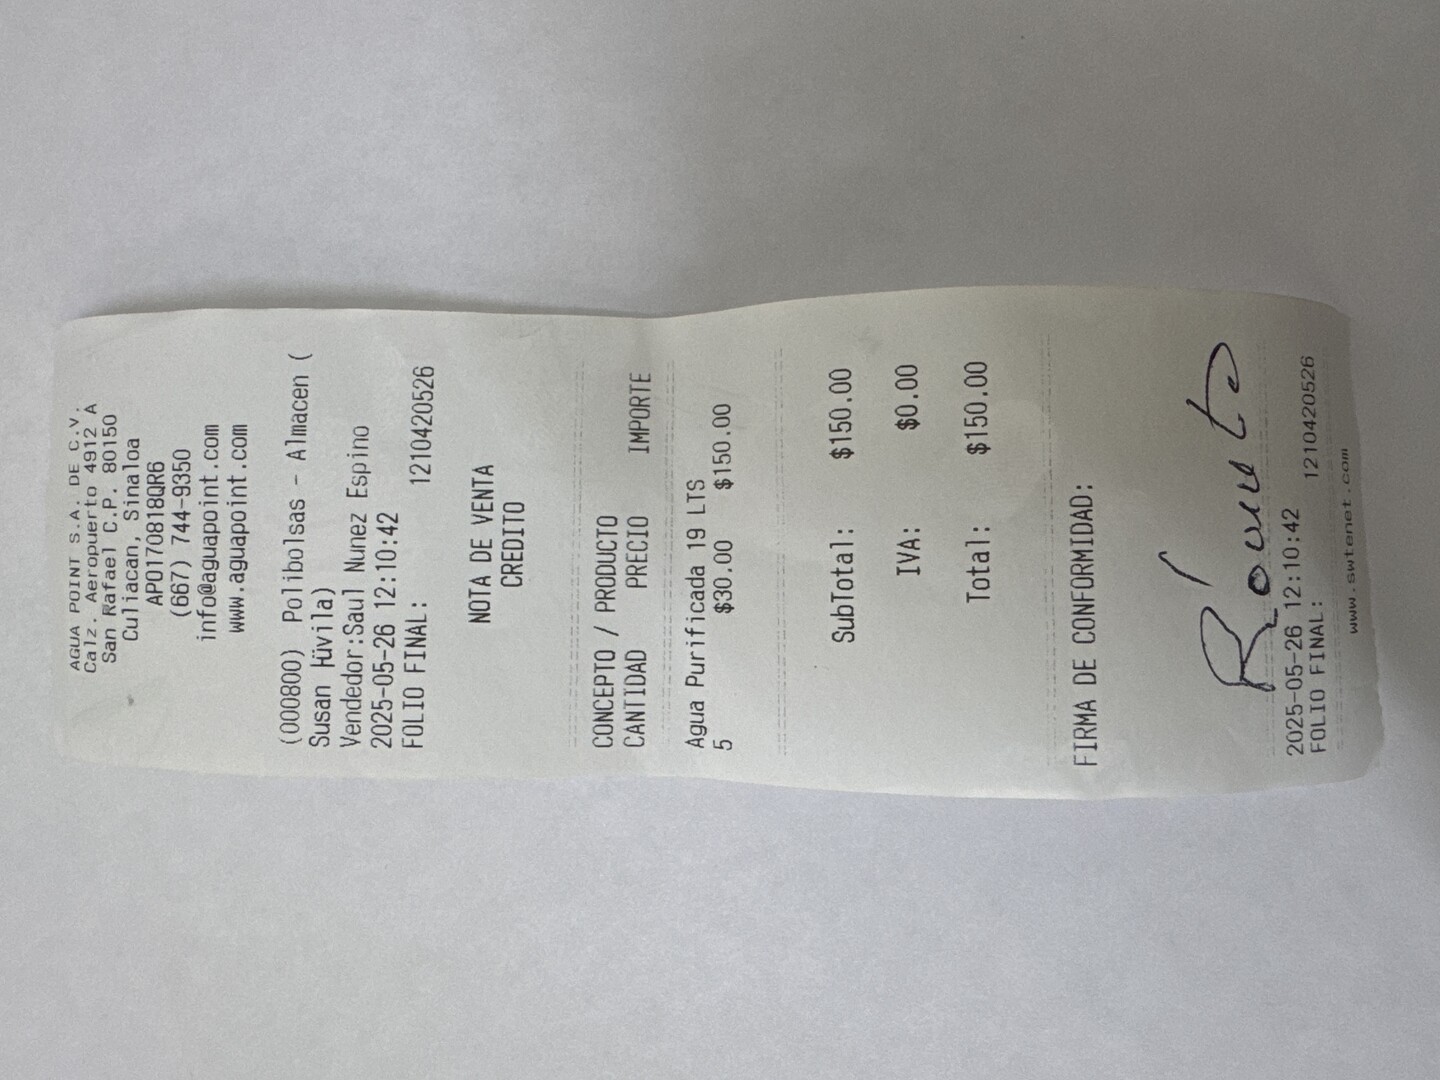 AGUA POINT S.A. DE C.V.
Calz. Aeropuerto 4912 A
San Rafael C.P. 80150
Culiacan, Sinaloa
APO170818QR6
(667) 744-9350
info@aguapoint.com
www.aguapoint.com
(000800) Polibolsas - Almacen (
Susan
Vendedor:Saul Nunez Espino
2025-05-26 12:10:42
FOLIO FINAL: 1210420526
NOTA DE VENTA
CREDITO
CONCEPTO / PRODUCTO
CANTIDAD PRECIO IMPORTE
Agua Purificada 19 LTS
5 $30.00 $150.00
SubTotal: $150.00
IVA: $0.00
Total: $150.00
FIRMA DE CONFORMIDAD:
2025-05-26 12:10:42
FOLIO FINAL: 1210420526
www.swtenet.com